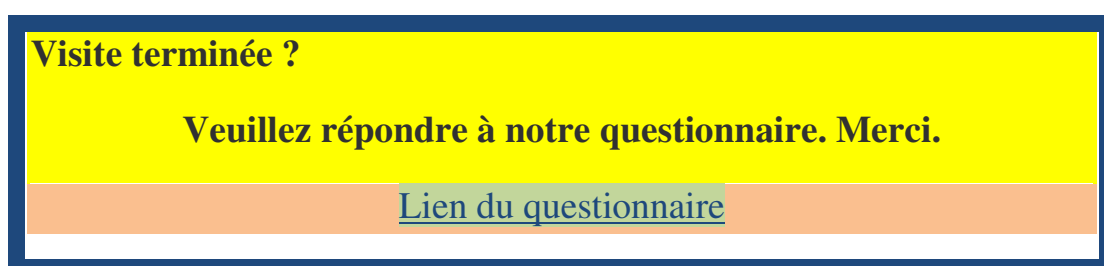 Visite terminée ?
Veuillez répondre à notre questionnaire. Merci.
Lien du questionnaire